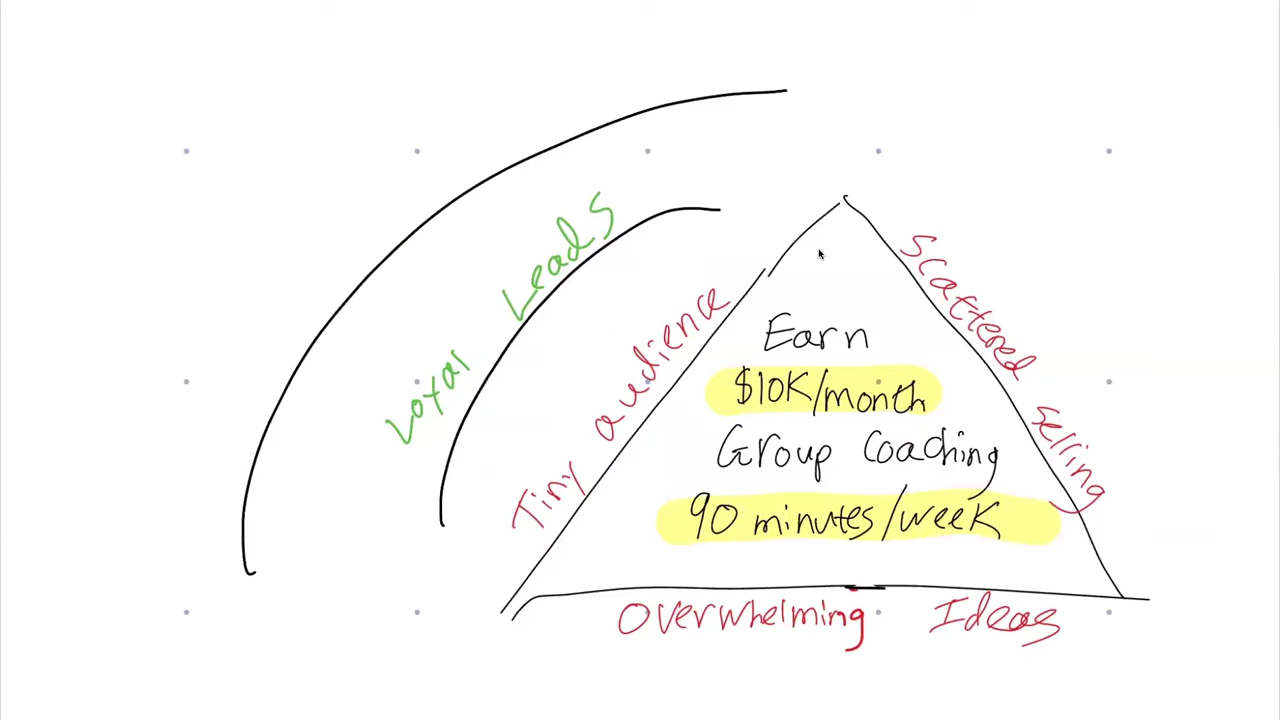 Loyal Leads
Tiny audience
Scattered Selling
Earn
$10K/month
Group Coaching
90 minutes/week
Overwhelming Ideas